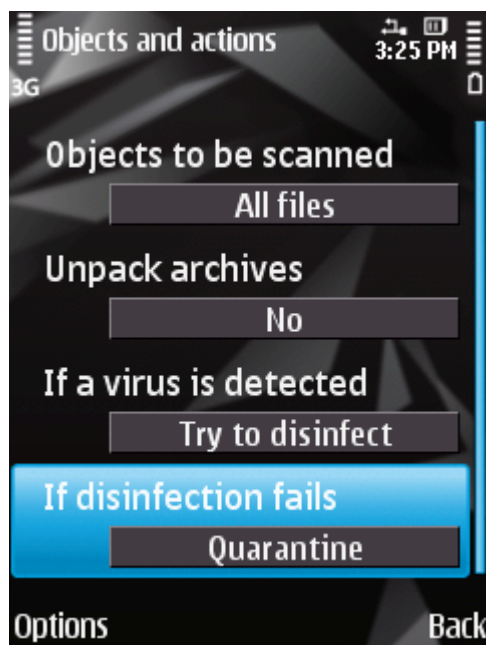 Objects and actions
3:25 PM
3G
Objects to be scanned
All files
Unpack archives
No
If a virus is detected
Try to disinfect
If disinfection fails
Quarantine
Options Back